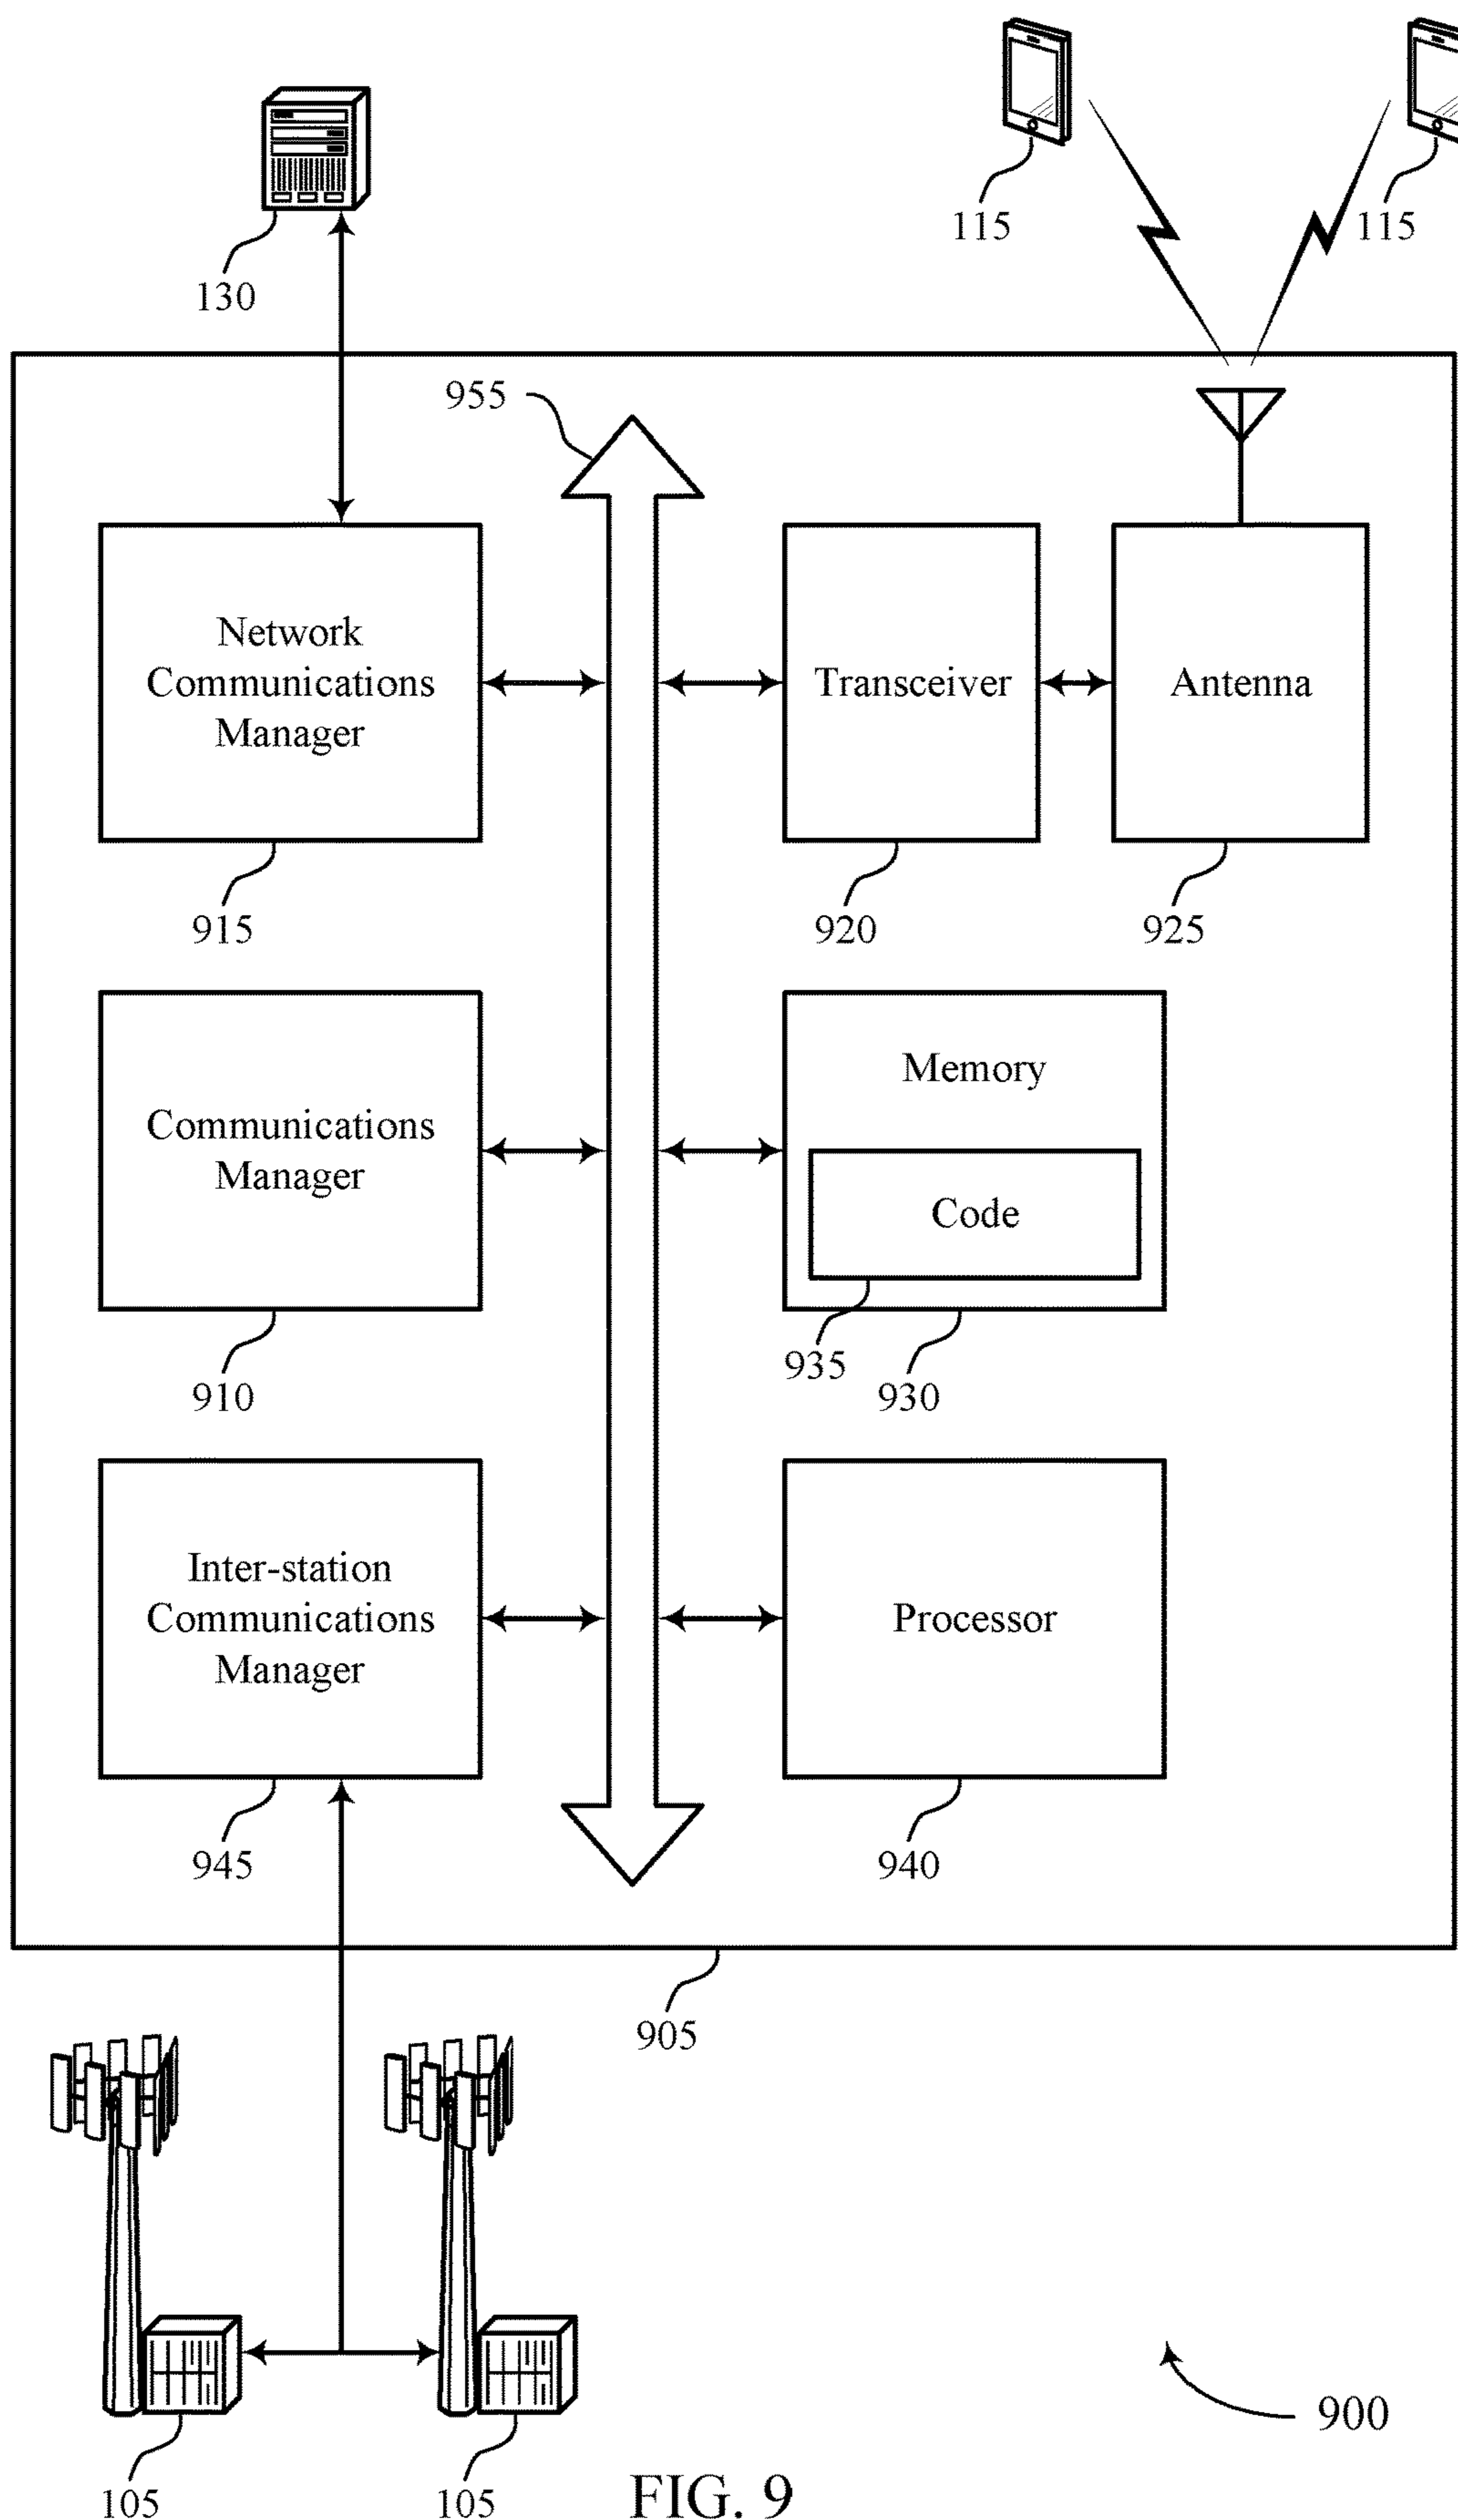 115
115
130
955
Network
Communications
Manager
Transceiver
Antenna
915
920
925
Communications
Manager
Memory
Code
935
910
930
Inter-station
Communications
Manager
Processor
945
940
905
900
105
105
FIG. 9